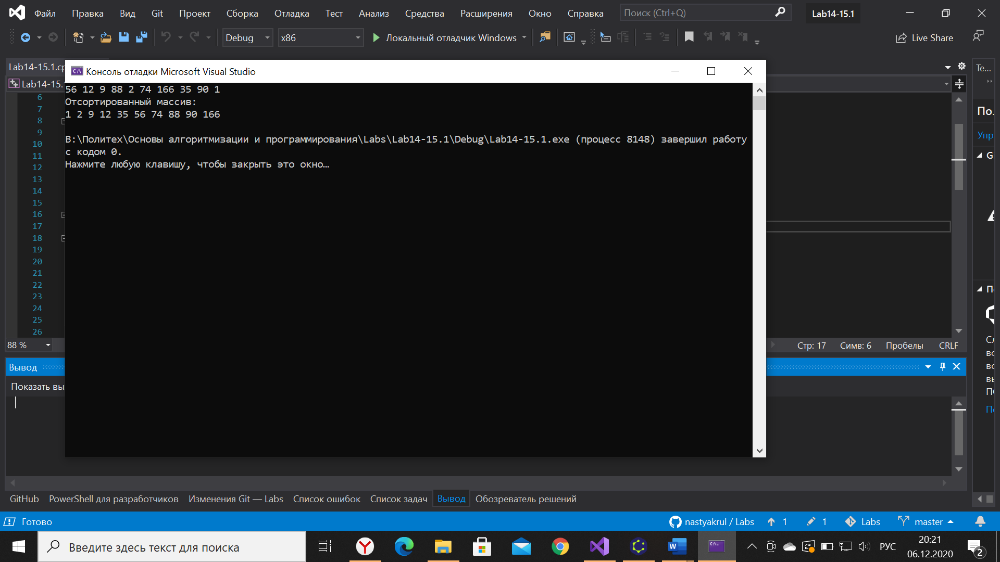 Файл Правка Вид Git Проект Сборка Отладка Тест Анализ Средства Расширения Окно Справка Поиск (Ctrl+Q) Lab14-15.1
Debug x86 Локальный отладчик Windows Live Share
Lab14-15.1.cp
Те...
Консоль отладки Microsoft Visual Studio
Lab14-15.
56 12 9 88 2 74 166 35 90 1
Отсортированный массив:
1 2 9 12 35 56 74 88 90 166
B:\Политех\Основы алгоритмизации и программирования\Labs\Lab14-15.1\Debug\Lab14-15.1.exe (процесс 8148) завершил работу
с кодом 0.
Нажмите любую клавишу, чтобы закрыть это окно…
6
7
8
9
10
11
12
13
14
15
16
17
18
19
20
21
22
23
24
25
26
По.
Упр
Gi
88 %
Стр: 17 Симв: 6 Пробелы CRLF
Вывод
Показать вы
GitHub PowerShell для разработчиков Изменения Git — Labs Список ошибок Список задач Вывод Обозреватель решений
Готово nastyakrul / Labs 1 1 Labs master
Введите здесь текст для поиска
РУС
20:21
06.12.2020
2